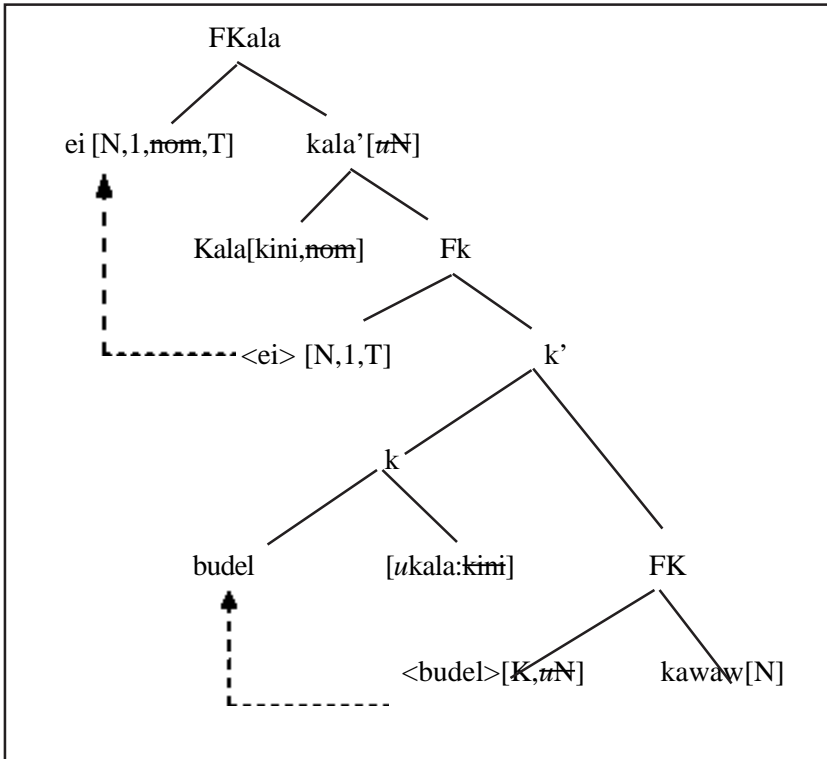 FKala
ei [N,1,nom,T] kala’[uN]
Kala[kini,nom] Fk
<ei> [N,1,T] k’
k
budel [ukala:kini] FK
<budel>[K,uN] kawaw[N]